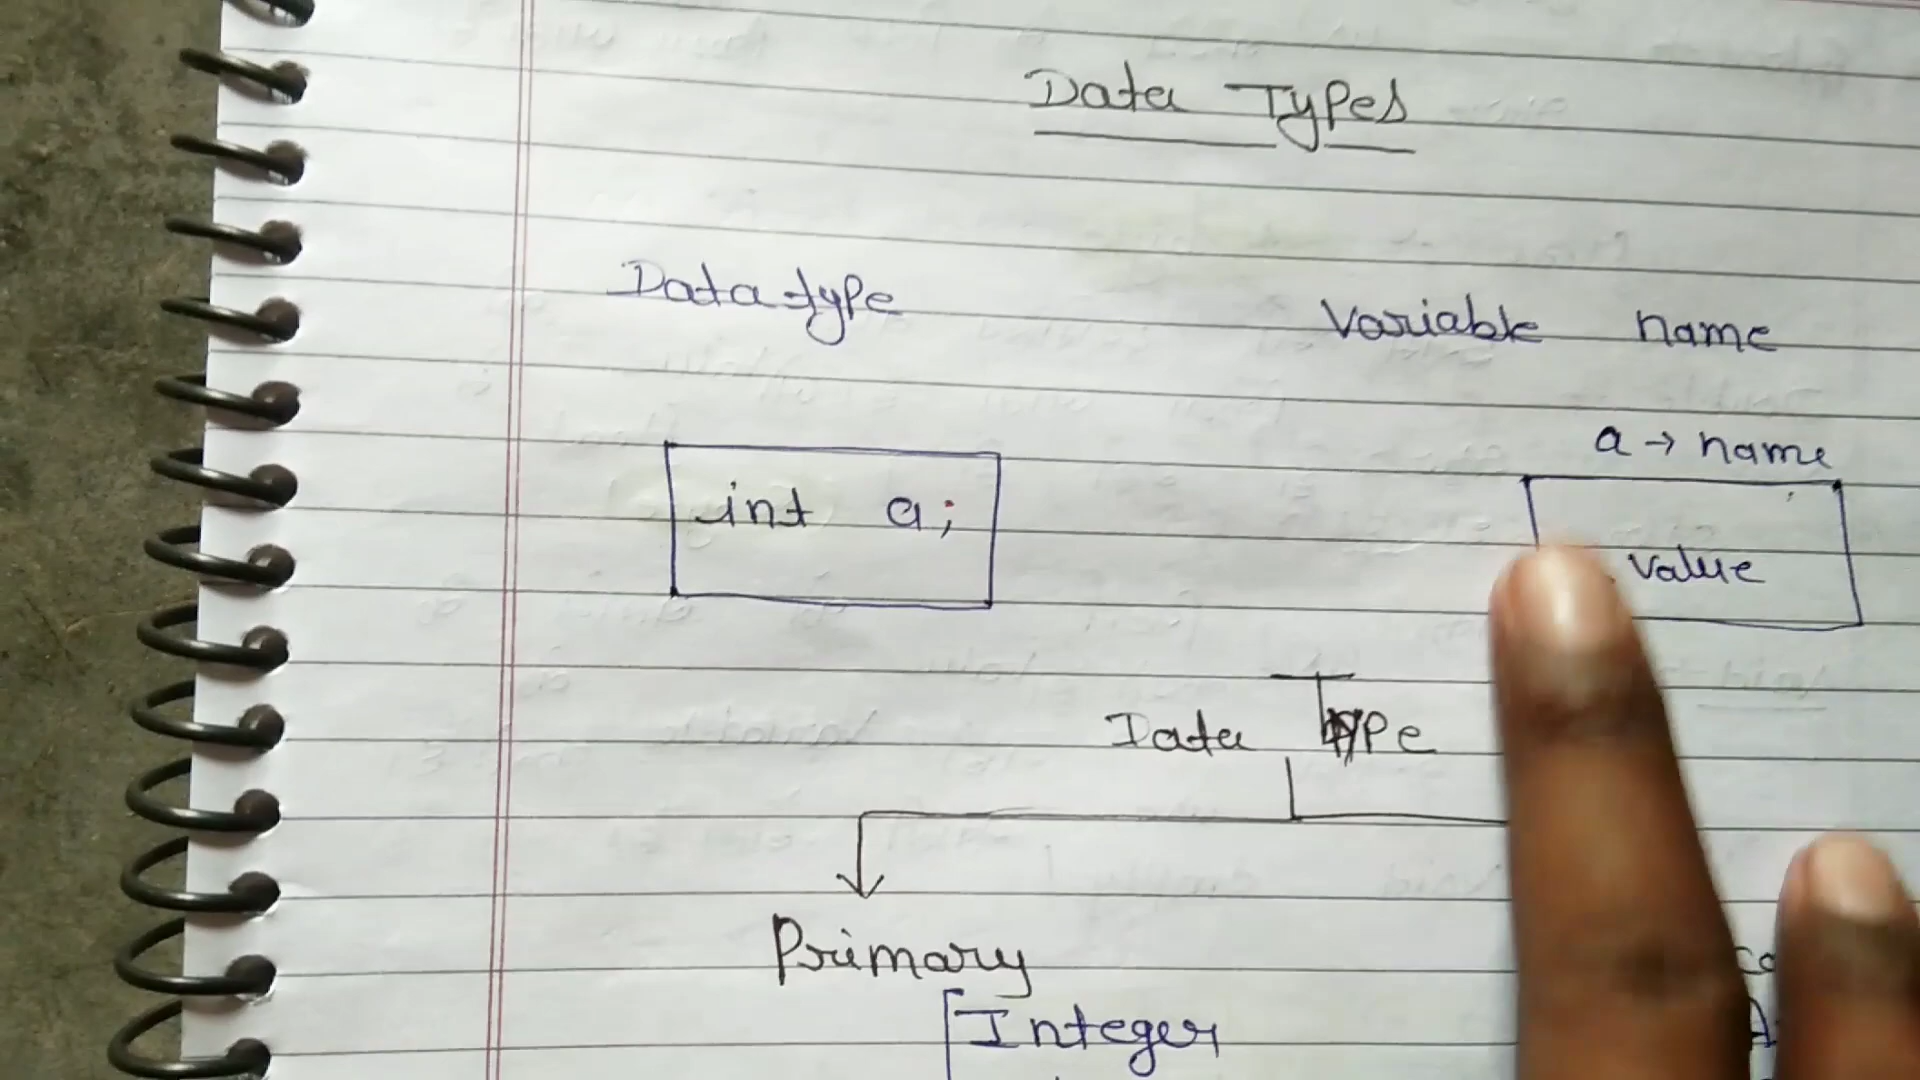 Data Types
Datatype
Variable name
a → name
int a;
value
Data Type
Primary
Integer